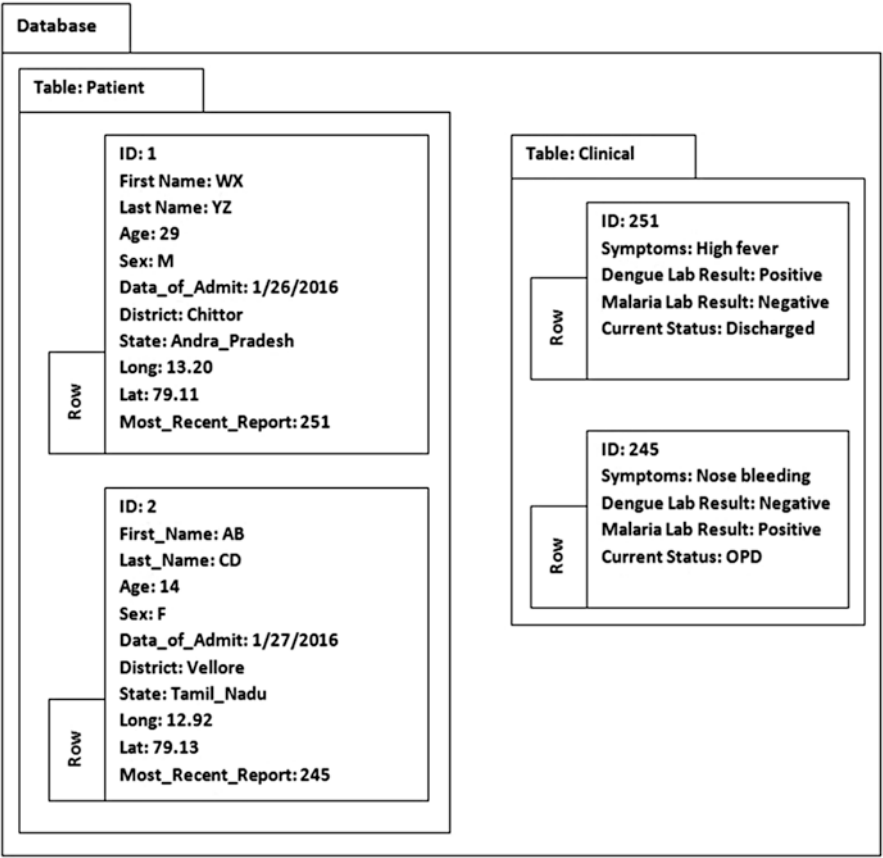 Database
Table: Patient
ID: 1
First Name: WX
Last Name: YZ
Age: 29
Sex: M
Data_of_Admit: 1/26/2016
District: Chittor
State: Andra_Pradesh
Long: 13.20
Lat: 79.11
Most_Recent_Report: 251
Row
ID: 2
First_Name: AB
Last_Name: CD
Age: 14
Sex: F
Data_of_Admit: 1/27/2016
District: Vellore
State: Tamil_Nadu
Long: 12.92
Lat: 79.13
Most_Recent_Report: 245
Row
Table: Clinical
ID: 251
Symptoms: High fever
Dengue Lab Result: Positive
Malaria Lab Result: Negative
Current Status: Discharged
Row
ID: 245
Symptoms: Nose bleeding
Dengue Lab Result: Negative
Malaria Lab Result: Positive
Current Status: OPD
Row